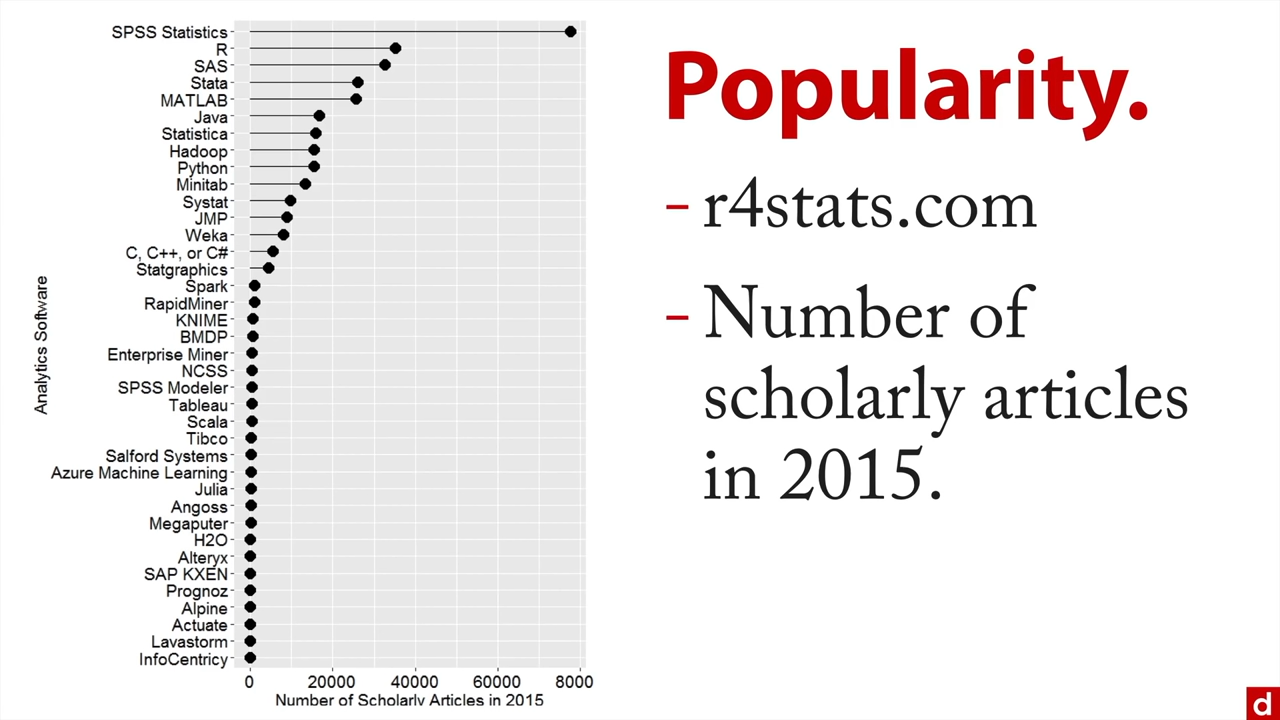 SPSS Statistics
R
SAS
Stata
MATLAB
Java
Statistica
Hadoop
Python
Minitab
Systat
JMP
Weka
C, C++, or C#
Statgraphics
Spark
RapidMiner
KNIME
BMDP
Enterprise Miner
NCSS
SPSS Modeler
Tableau
Scala
Tibco
Salford Systems
Azure Machine Learning
Julia
Angoss
Megaputer
H2O
Alteryx
SAP KXEN
Prognoz
Alpine
Actuate
Lavastorm
InfoCentricy
Analytics Software
0 20000 40000 60000 8000
Number of Scholarly Articles in 2015
Popularity.
- r4stats.com
- Number of
scholarly articles
in 2015.
d